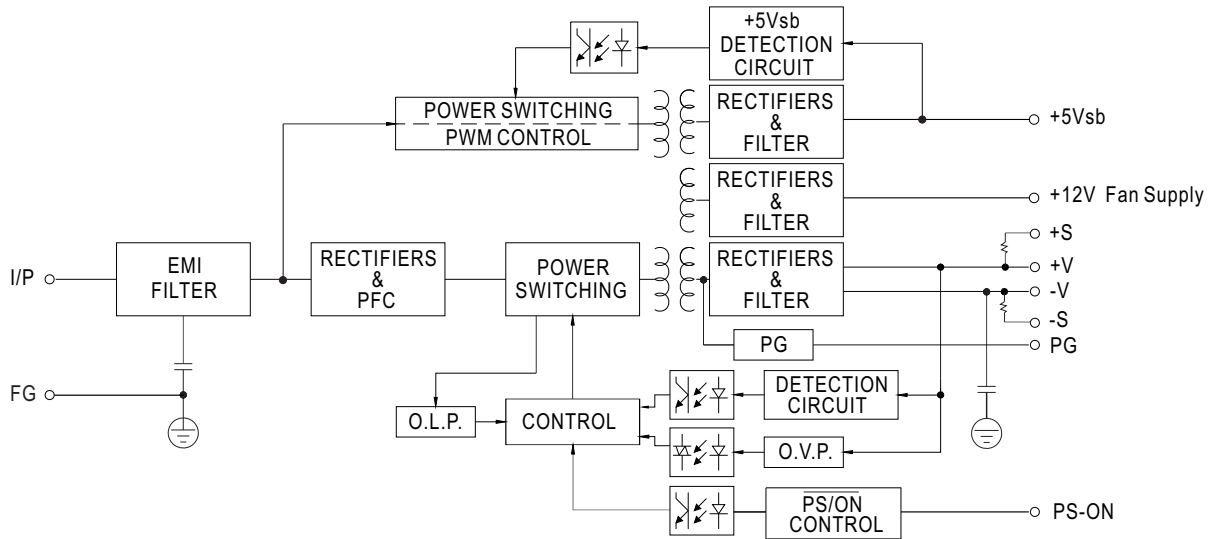 +5Vsb
DETECTION
CIRCUIT
POWER SWITCHING
PWM CONTROL
RECTIFIERS
&
FILTER
+5Vsb
RECTIFIERS
&
FILTER
+12V Fan Supply
I/P
EMI
FILTER
RECTIFIERS
&
PFC
POWER
SWITCHING
RECTIFIERS
&
FILTER
+S
+V
-V
-S
PG
PG
FG
O.L.P.
CONTROL
DETECTION
CIRCUIT
O.V.P.
PS/ON
CONTROL
PS-ON